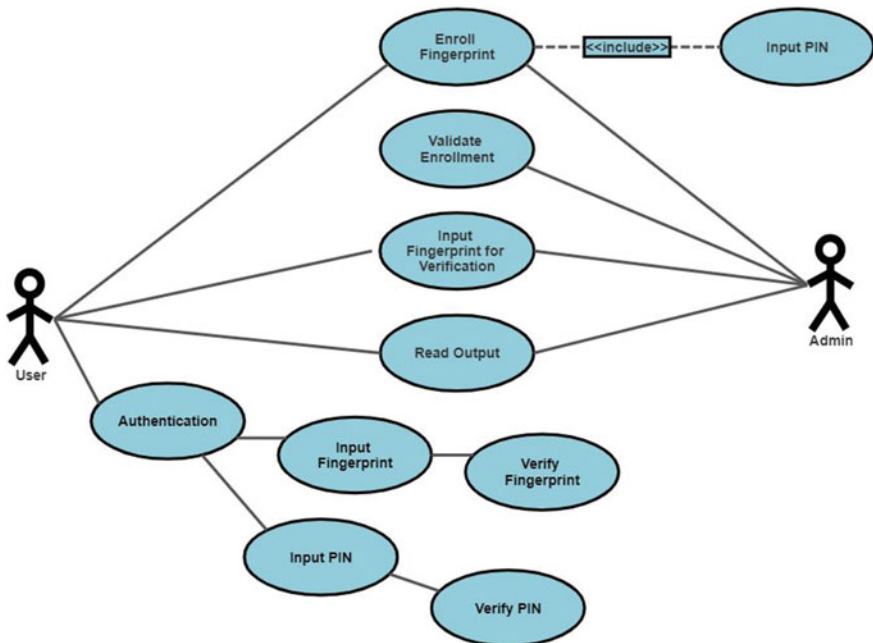 Enroll
Fingerprint
<<include>>
Input PIN
Validate
Enrollment
Input
Fingerprint for
Verification
User
Admin
Read Output
Authentication
Input
Fingerprint
Verify
Fingerprint
Input PIN
Verify PIN